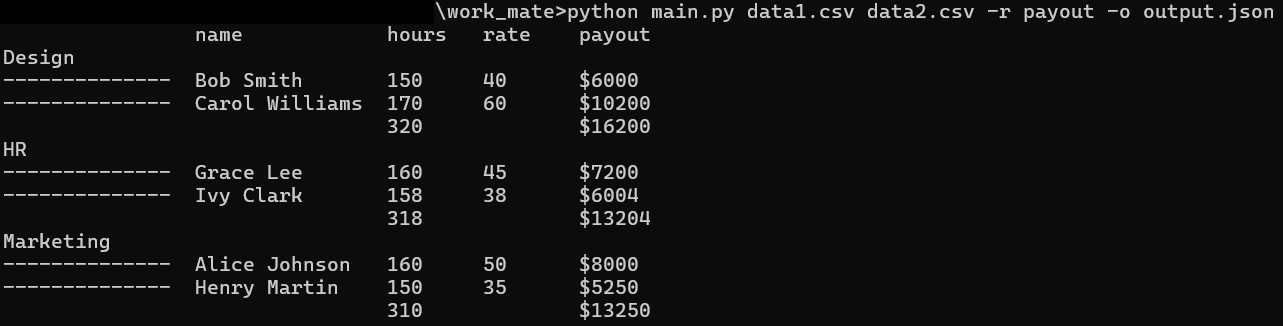 \work_mate>python main.py data1.csv data2.csv -r payout -o output.json
name hours rate payout
Design
-------------- Bob Smith 150 40 $6000
-------------- Carol Williams 170 60 $10200
320 $16200
HR
-------------- Grace Lee 160 45 $7200
-------------- Ivy Clark 158 38 $6004
318 $13204
Marketing
-------------- Alice Johnson 160 50 $8000
-------------- Henry Martin 150 35 $5250
310 $13250